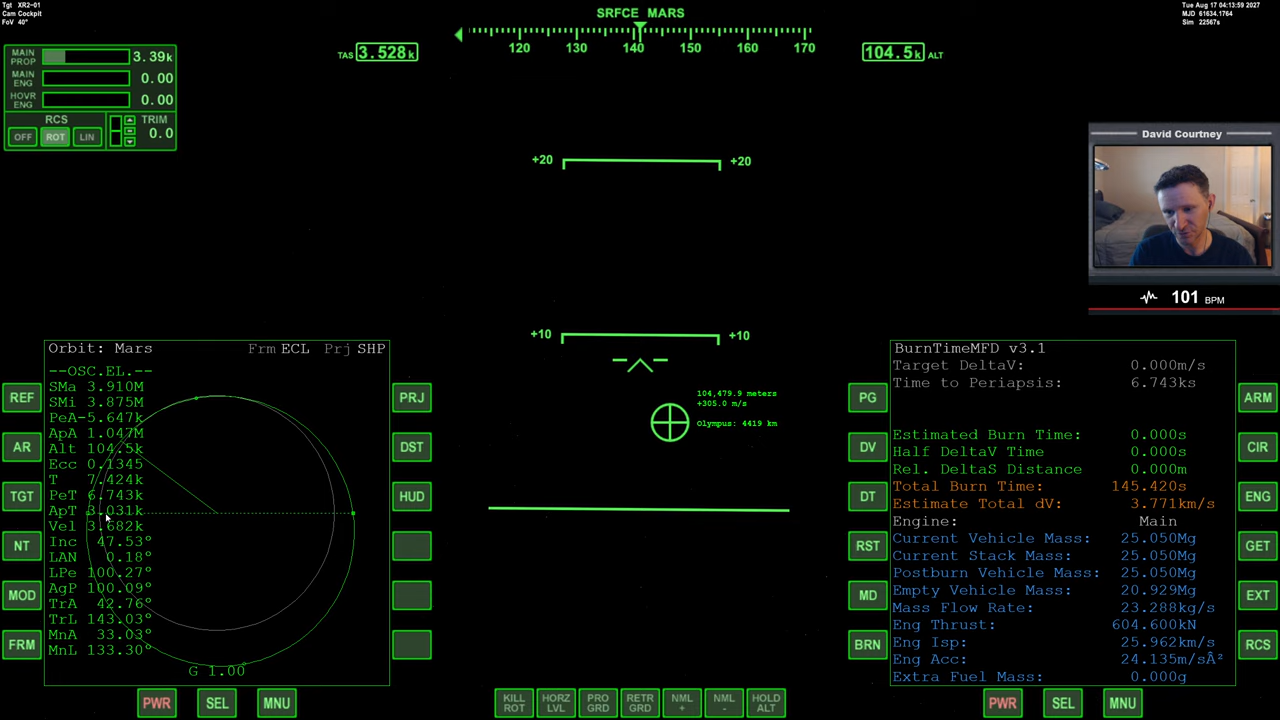 Tgt XR2-01
Cam Cockpit
FoV 40°
Tue Aug 17 04:13:59 2027
MJD 61634.1764
Sim 22567s
SRFCE MARS
120 130 140 150 160 170
TAS 3.528k
104.5k ALT
MAIN PROP 3.39k
MAIN ENG 0.00
HOVR ENG 0.00
RCS TRIM
OFF ROT LIN 0.0
David Courtney
101 BPM
+20 +20
+10 +10
104,479.9 meters
+305.0 m/s
Olympus: 4419 km
Orbit: Mars Frm ECL Prj SHP
--OSC.EL.--
SMa 3.910M
SMi 3.875M
PeA-5.647k
ApA 1.047M
Alt 104.5k
Ecc 0.1345
T 7.424k
PeT 6.743k
ApT 3.031k
Vel 3.682k
Inc 47.53°
LAN 0.18°
LPe 100.27°
AgP 100.09°
TrA 42.76°
TrL 143.03°
MnA 33.03°
MnL 133.30°
G 1.00
REF
AR
TGT
NT
MOD
FRM
PRJ
DST
HUD
PWR SEL MNU
KILL ROT
HORZ LVL
PRO GRD
RETR GRD
NML +
NML -
HOLD ALT
BurnTimeMFD v3.1
Target DeltaV: 0.000m/s
Time to Periapsis: 6.743ks
Estimated Burn Time: 0.000s
Half DeltaV Time 0.000s
Rel. DeltaS Distance 0.000m
Total Burn Time: 145.420s
Estimate Total dV: 3.771km/s
Engine: Main
Current Vehicle Mass: 25.050Mg
Current Stack Mass: 25.050Mg
Postburn Vehicle Mass: 25.050Mg
Empty Vehicle Mass: 20.929Mg
Mass Flow Rate: 23.288kg/s
Eng Thrust: 604.600kN
Eng Isp: 25.962km/s
Eng Acc: 24.135m/sÂ²
Extra Fuel Mass: 0.000g
PG
DV
DT
RST
MD
BRN
ARM
CIR
ENG
GET
EXT
RCS
PWR SEL MNU